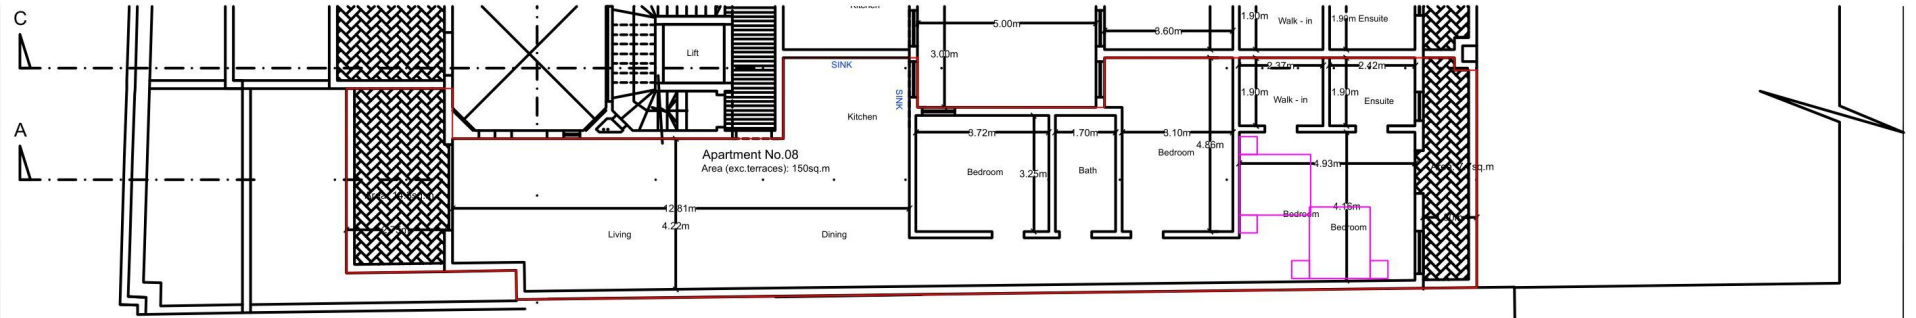 C
A
Kitchen
5.00m
3.00m
3.60m
1.90m
Walk - in
1.90m
Ensuite
Lift
SINK
SINK
Kitchen
2.37m
2.42m
1.90m
Walk - in
1.90m
Ensuite
Apartment No.08
Area (exc.terraces): 150sq.m
3.72m
1.70m
3.10m
4.86m
Bedroom
4.93m
Bedroom
3.25m
Bath
12.81m
4.22m
Living
Dining
Bedroom
4.16m
Bedroom